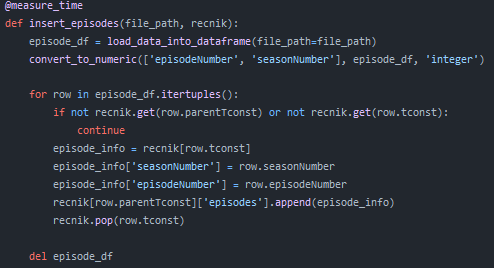 @measure_time
def insert_episodes(file_path, recnik):
    episode_df = load_data_into_dataframe(file_path=file_path)
    convert_to_numeric(['episodeNumber', 'seasonNumber'], episode_df, 'integer')

    for row in episode_df.itertuples():
        if not recnik.get(row.parentTconst) or not recnik.get(row.tconst):
            continue
        episode_info = recnik[row.tconst]
        episode_info['seasonNumber'] = row.seasonNumber
        episode_info['episodeNumber'] = row.episodeNumber
        recnik[row.parentTconst]['episodes'].append(episode_info)
        recnik.pop(row.tconst)

    del episode_df